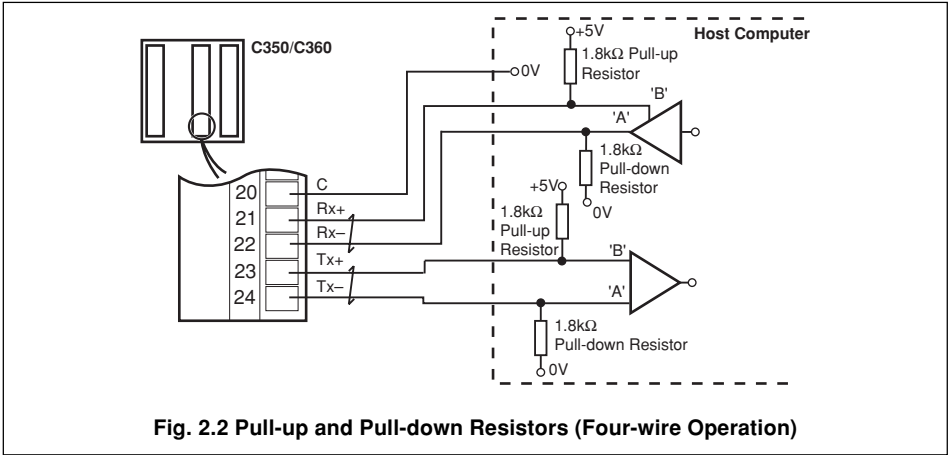 C350/C360
Host Computer
+5V
1.8kΩ Pull-up
Resistor
0V
'B'
'A'
1.8kΩ
Pull-down
Resistor
0V
+5V
1.8kΩ
Pull-up
Resistor
20
C
21
Rx+
22
Rx–
23
Tx+
24
Tx–
'B'
'A'
1.8kΩ
Pull-down Resistor
0V
Fig. 2.2 Pull-up and Pull-down Resistors (Four-wire Operation)